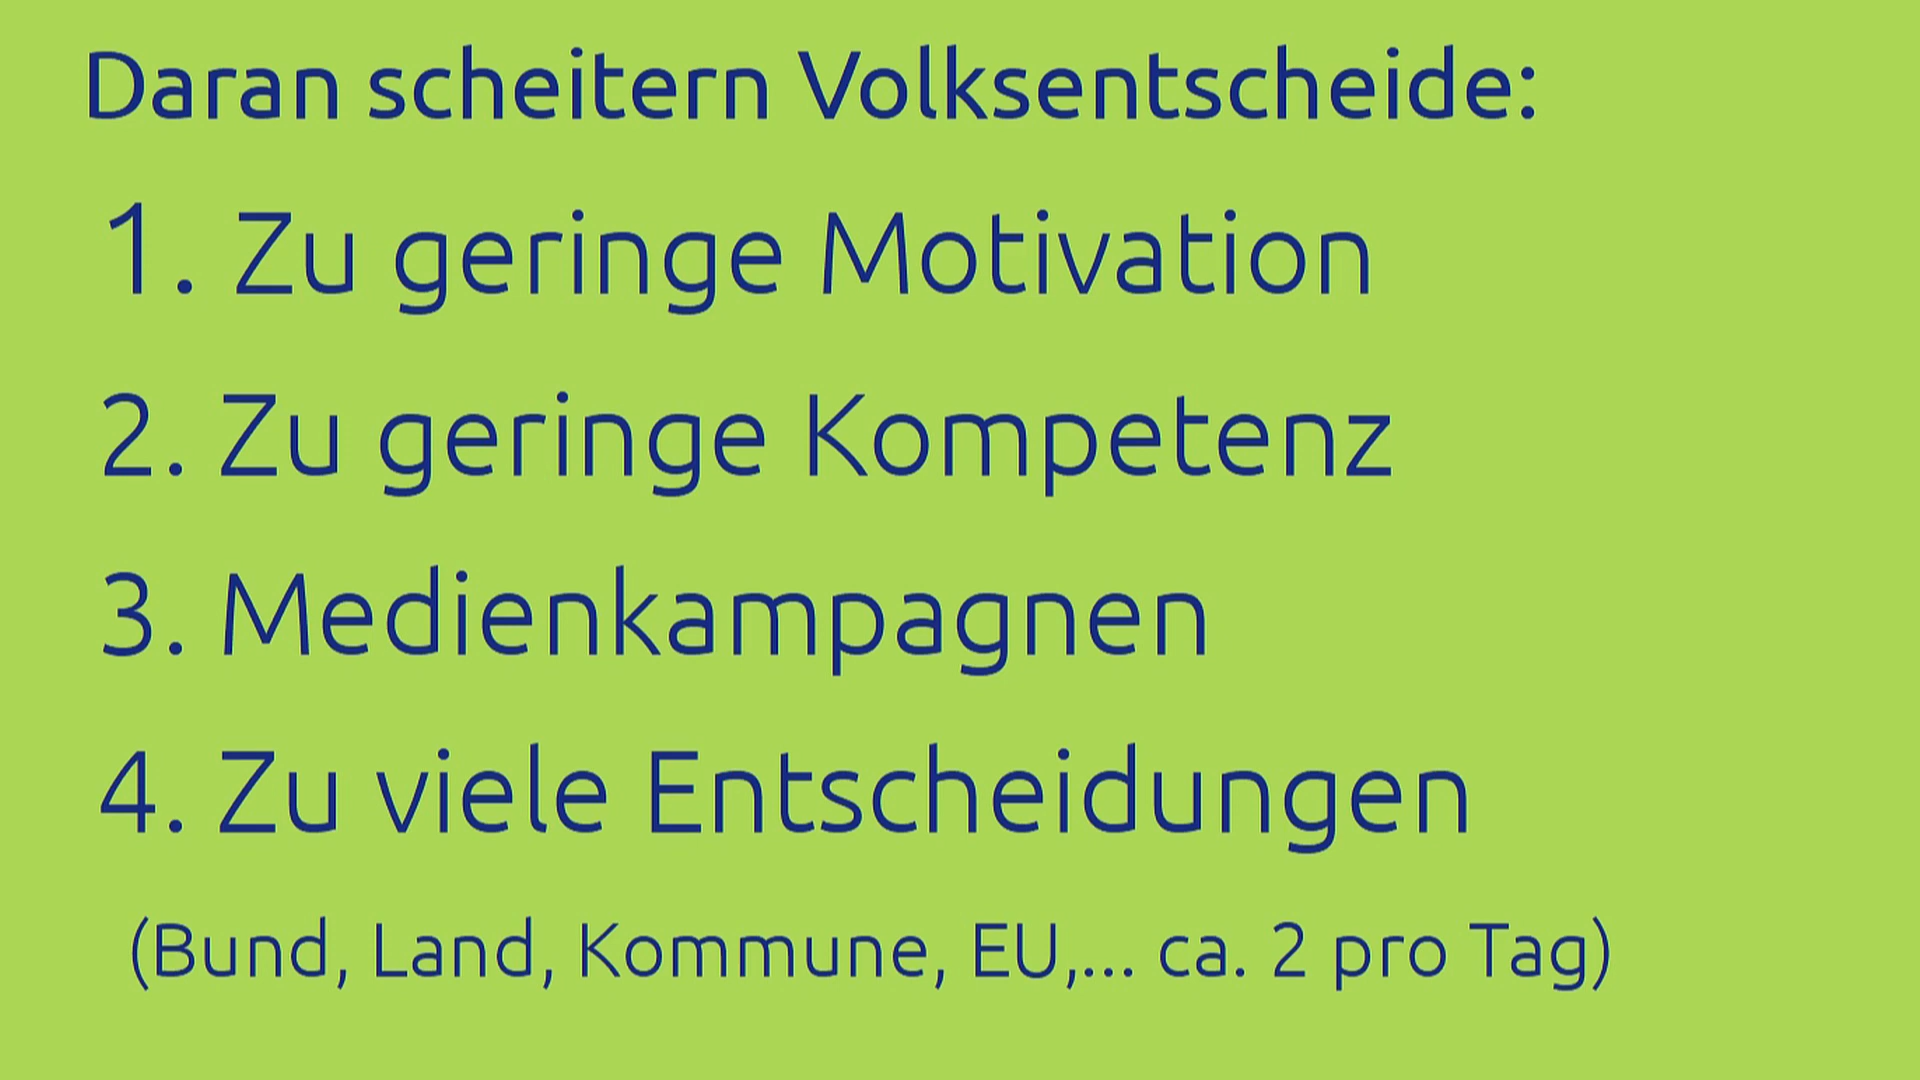 Daran scheitern Volksentscheide:
1. Zu geringe Motivation
2. Zu geringe Kompetenz
3. Medienkampagnen
4. Zu viele Entscheidungen
(Bund, Land, Kommune, EU,... ca. 2 pro Tag)